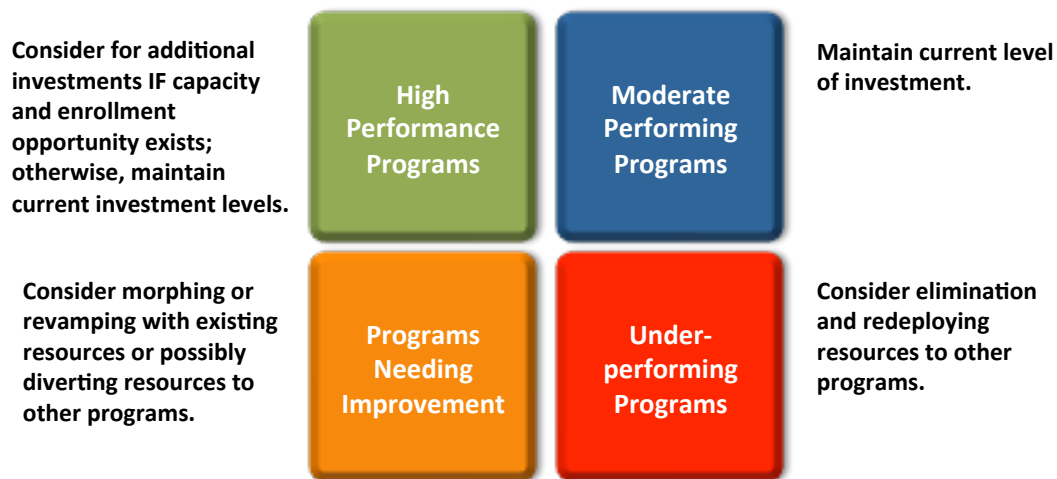 Consider for additional
investments IF capacity
and enrollment
opportunity exists;
otherwise, maintain
current investment levels.
High
Performance
Programs
Moderate
Performing
Programs
Maintain current level
of investment.
Consider morphing or
revamping with existing
resources or possibly
diverting resources to
other programs.
Programs
Needing
Improvement
Under-
performing
Programs
Consider elimination
and redeploying
resources to other
programs.